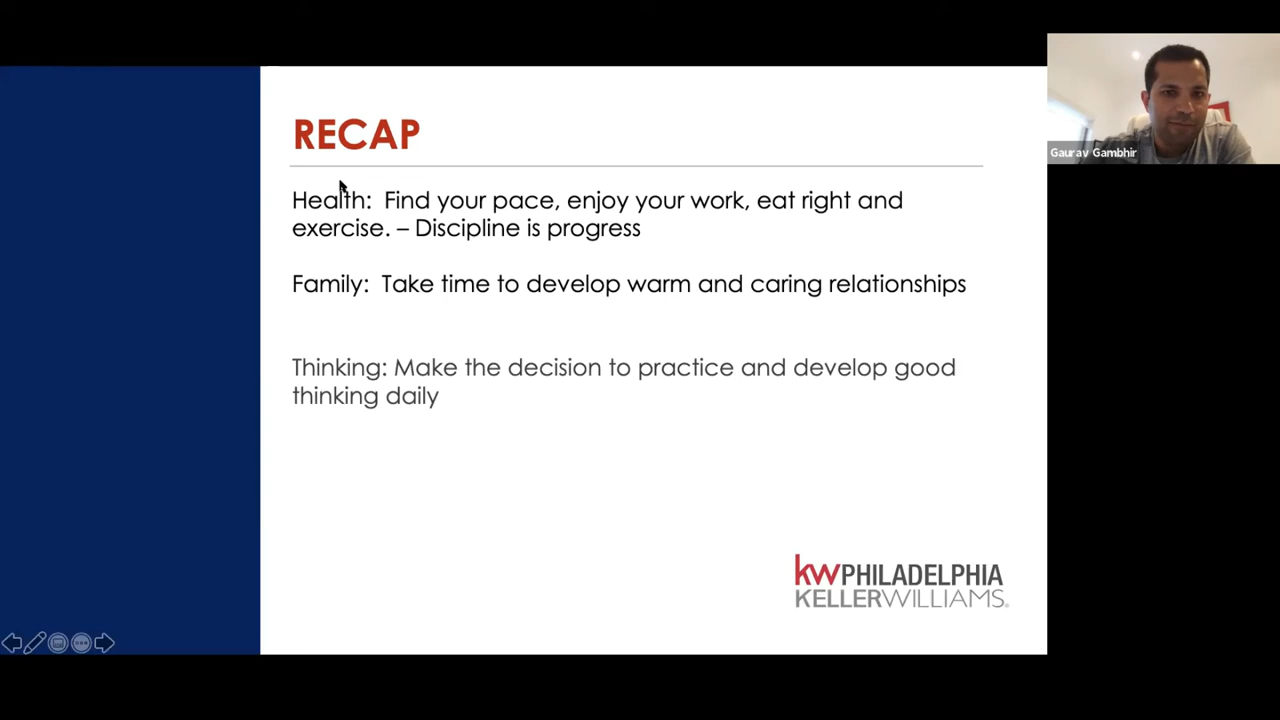 RECAP
Health:  Find your pace, enjoy your work, eat right and
exercise. – Discipline is progress
Family:  Take time to develop warm and caring relationships
Thinking: Make the decision to practice and develop good
thinking daily
kwPHILADELPHIA
KELLERWILLIAMS®
Gaurav Gambhir